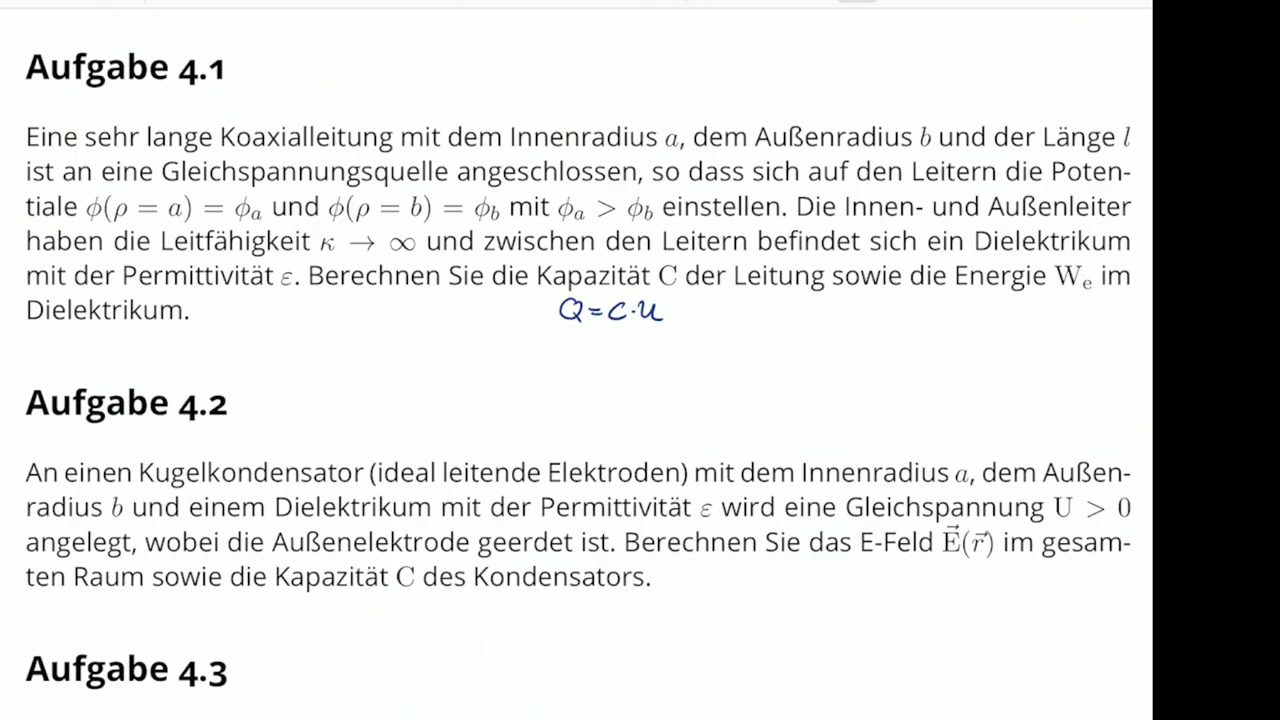 Aufgabe 4.1
Eine sehr lange Koaxialleitung mit dem Innenradius a, dem Außenradius b und der Länge l
ist an eine Gleichspannungsquelle angeschlossen, so dass sich auf den Leitern die Poten-
tiale ϕ(ρ = a) = ϕₐ und ϕ(ρ = b) = ϕ_b mit ϕₐ > ϕ_b einstellen. Die Innen- und Außenleiter
haben die Leitfähigkeit κ → ∞ und zwischen den Leitern befindet sich ein Dielektrikum
mit der Permittivität ε. Berechnen Sie die Kapazität C der Leitung sowie die Energie Wₑ im
Dielektrikum.
Q=C·U
Aufgabe 4.2
An einen Kugelkondensator (ideal leitende Elektroden) mit dem Innenradius a, dem Außen-
radius b und einem Dielektrikum mit der Permittivität ε wird eine Gleichspannung U > 0
angelegt, wobei die Außenelektrode geerdet ist. Berechnen Sie das E-Feld E⃗(r⃗) im gesam-
ten Raum sowie die Kapazität C des Kondensators.
Aufgabe 4.3